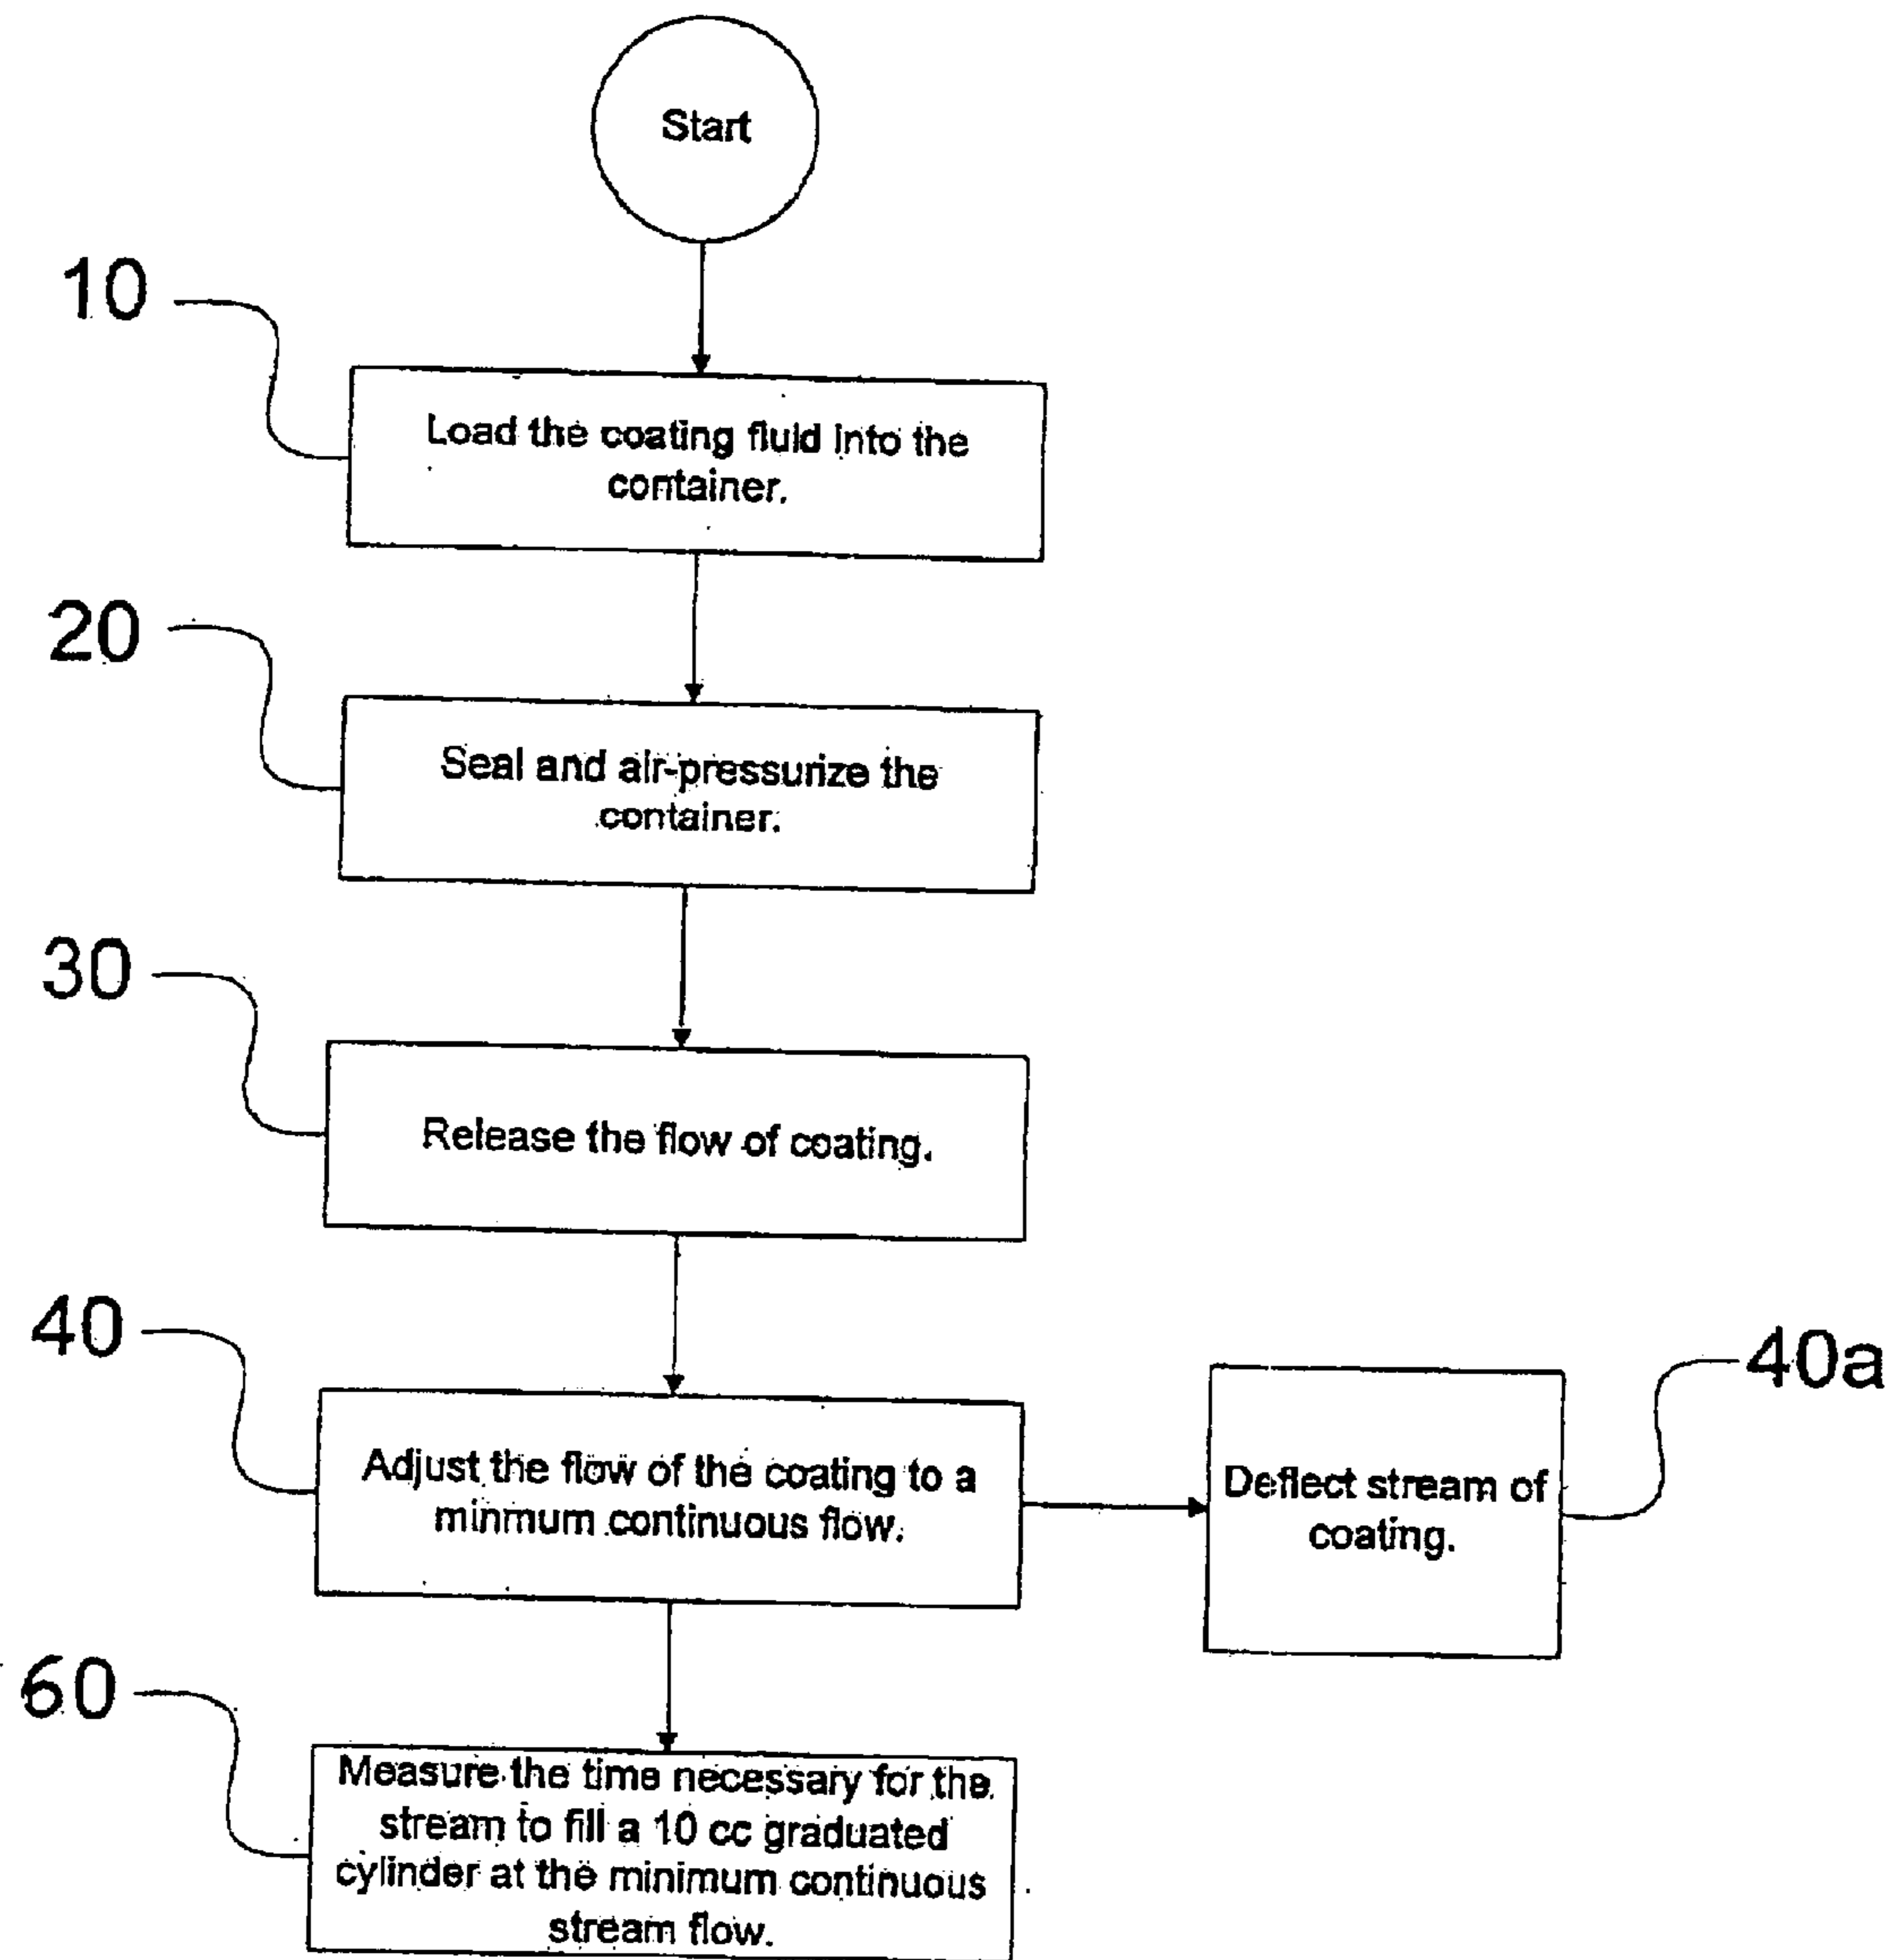 Start
10
Load the coating fluid into the
container.
20
Seal and air-pressurize the
container.
30
Release the flow of coating.
40
Adjust the flow of the coating to a
minmum continuous flow.
40a
Deflect stream of
coating.
60
Measure the time necessary for the
stream to fill a 10 cc graduated
cylinder at the minimum continuous
stream flow.